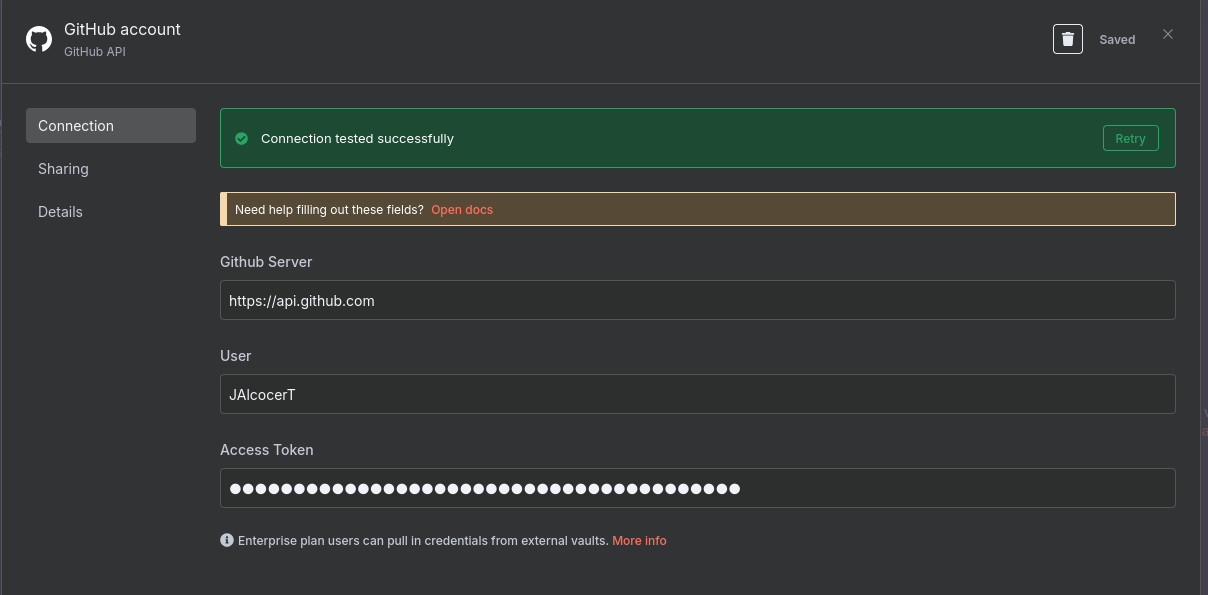 GitHub account
GitHub API
Saved
Connection
Sharing
Details
Connection tested successfully
Retry
Need help filling out these fields? Open docs
Github Server
https://api.github.com
User
JAlcocerT
Access Token
●●●●●●●●●●●●●●●●●●●●●●●●●●●●●●●●●●●●●●●●
Enterprise plan users can pull in credentials from external vaults. More info